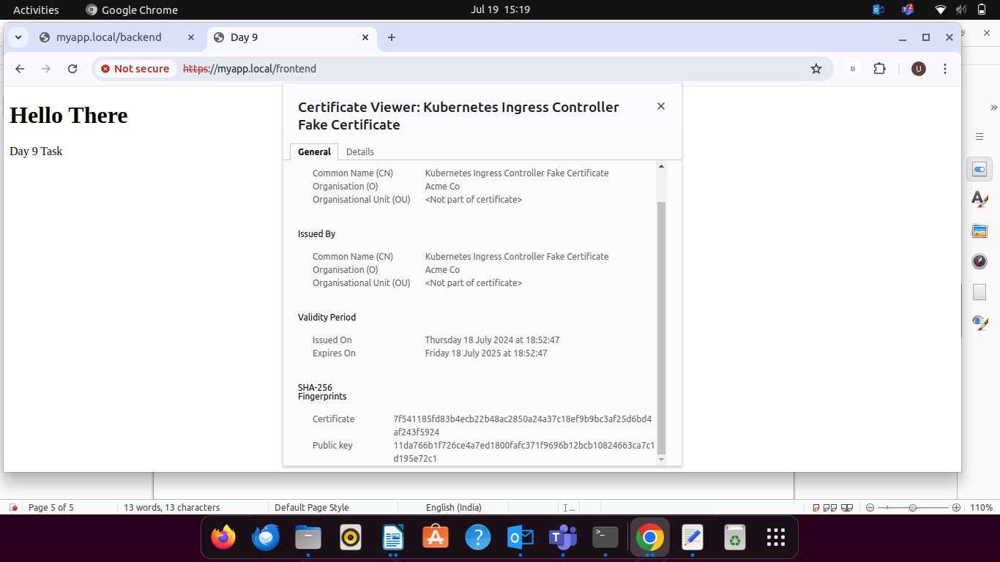 Activities
Google Chrome
Jul 19 15:19
2
myapp.local/backend
Day 9
Not secure
https://myapp.local/frontend
B
U
Hello There
Day 9 Task
Certificate Viewer: Kubernetes Ingress Controller
Fake Certificate
General
Details
Common Name (CN) Kubernetes Ingress Controller Fake Certificate
Organisation (O) Acme Co
Organisational Unit (OU) <Not part of certificate>
Issued By
Common Name (CN) Kubernetes Ingress Controller Fake Certificate
Organisation (O) Acme Co
Organisational Unit (OU) <Not part of certificate>
Validity Period
Issued On Thursday 18 July 2024 at 18:52:47
Expires On Friday 18 July 2025 at 18:52:47
SHA-256
Fingerprints
Certificate 7f541185fd83b4ecb22b48ac2850a24a37c18ef9b9bc3af25d6bd4
af243f5924
Public key 11da766b1f726ce4a7ed1800fafc371f9696b12bcb10824663ca7c1
d195e72c1
Page 5 of 5
13 words, 13 characters
Default Page Style
English (India)
110%